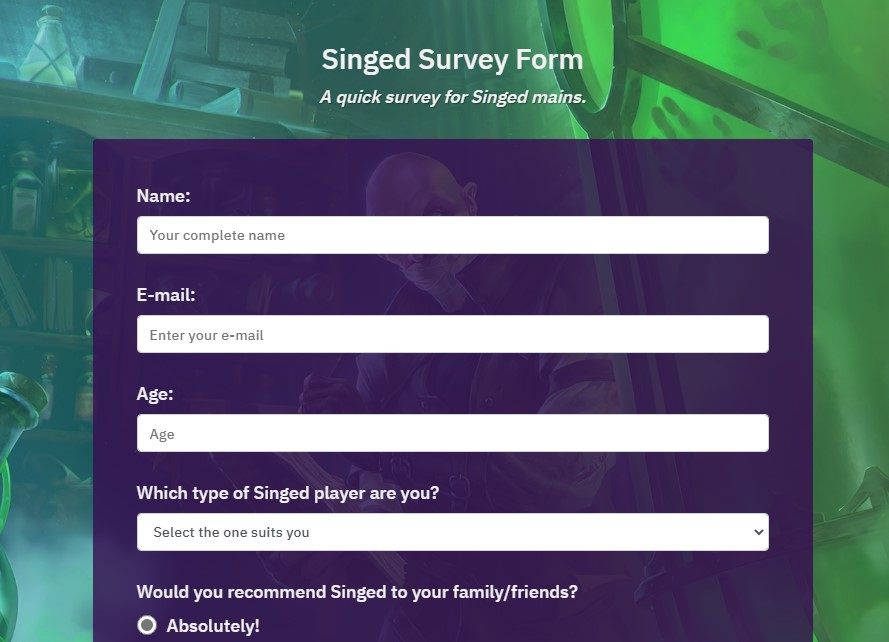 Singed Survey Form
A quick survey for Singed mains.
Name:
Your complete name
E-mail:
Enter your e-mail
Age:
Age
Which type of Singed player are you?
Select the one suits you
Would you recommend Singed to your family/friends?
Absolutely!